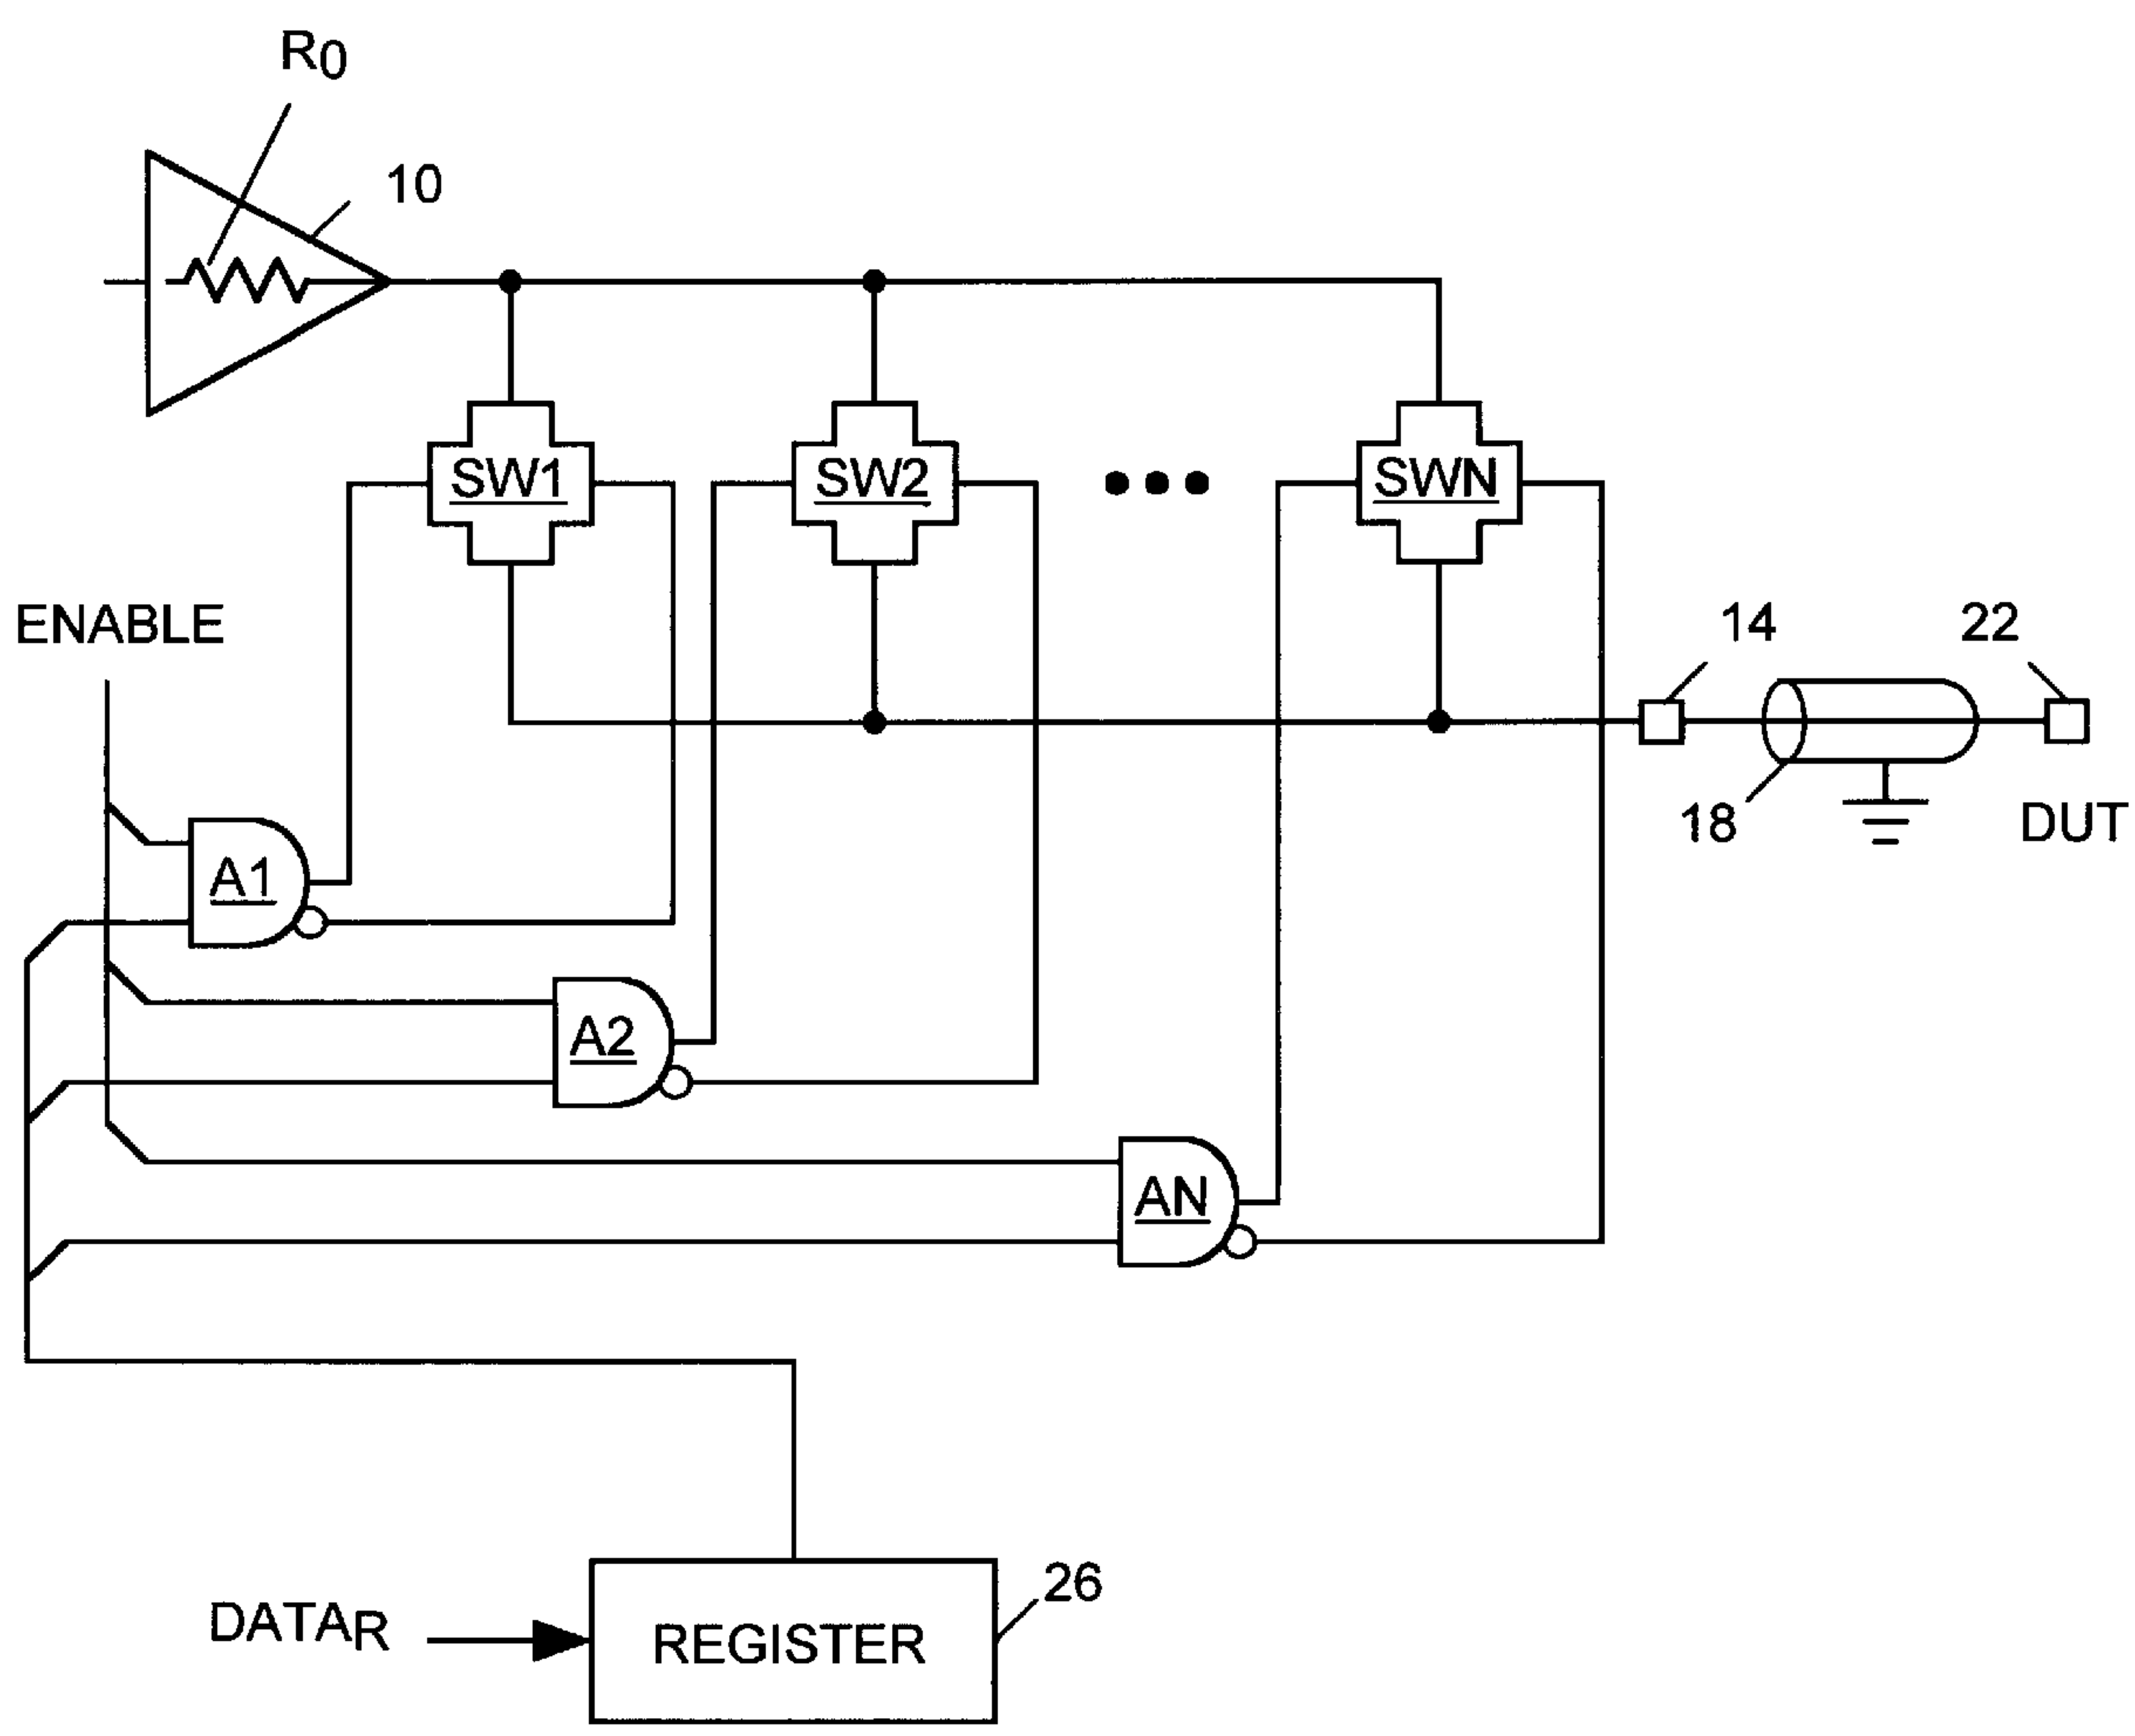 R0
10
SW1
SW2
SWN
ENABLE
14
22
18
DUT
A1
A2
AN
DATAR
REGISTER
26